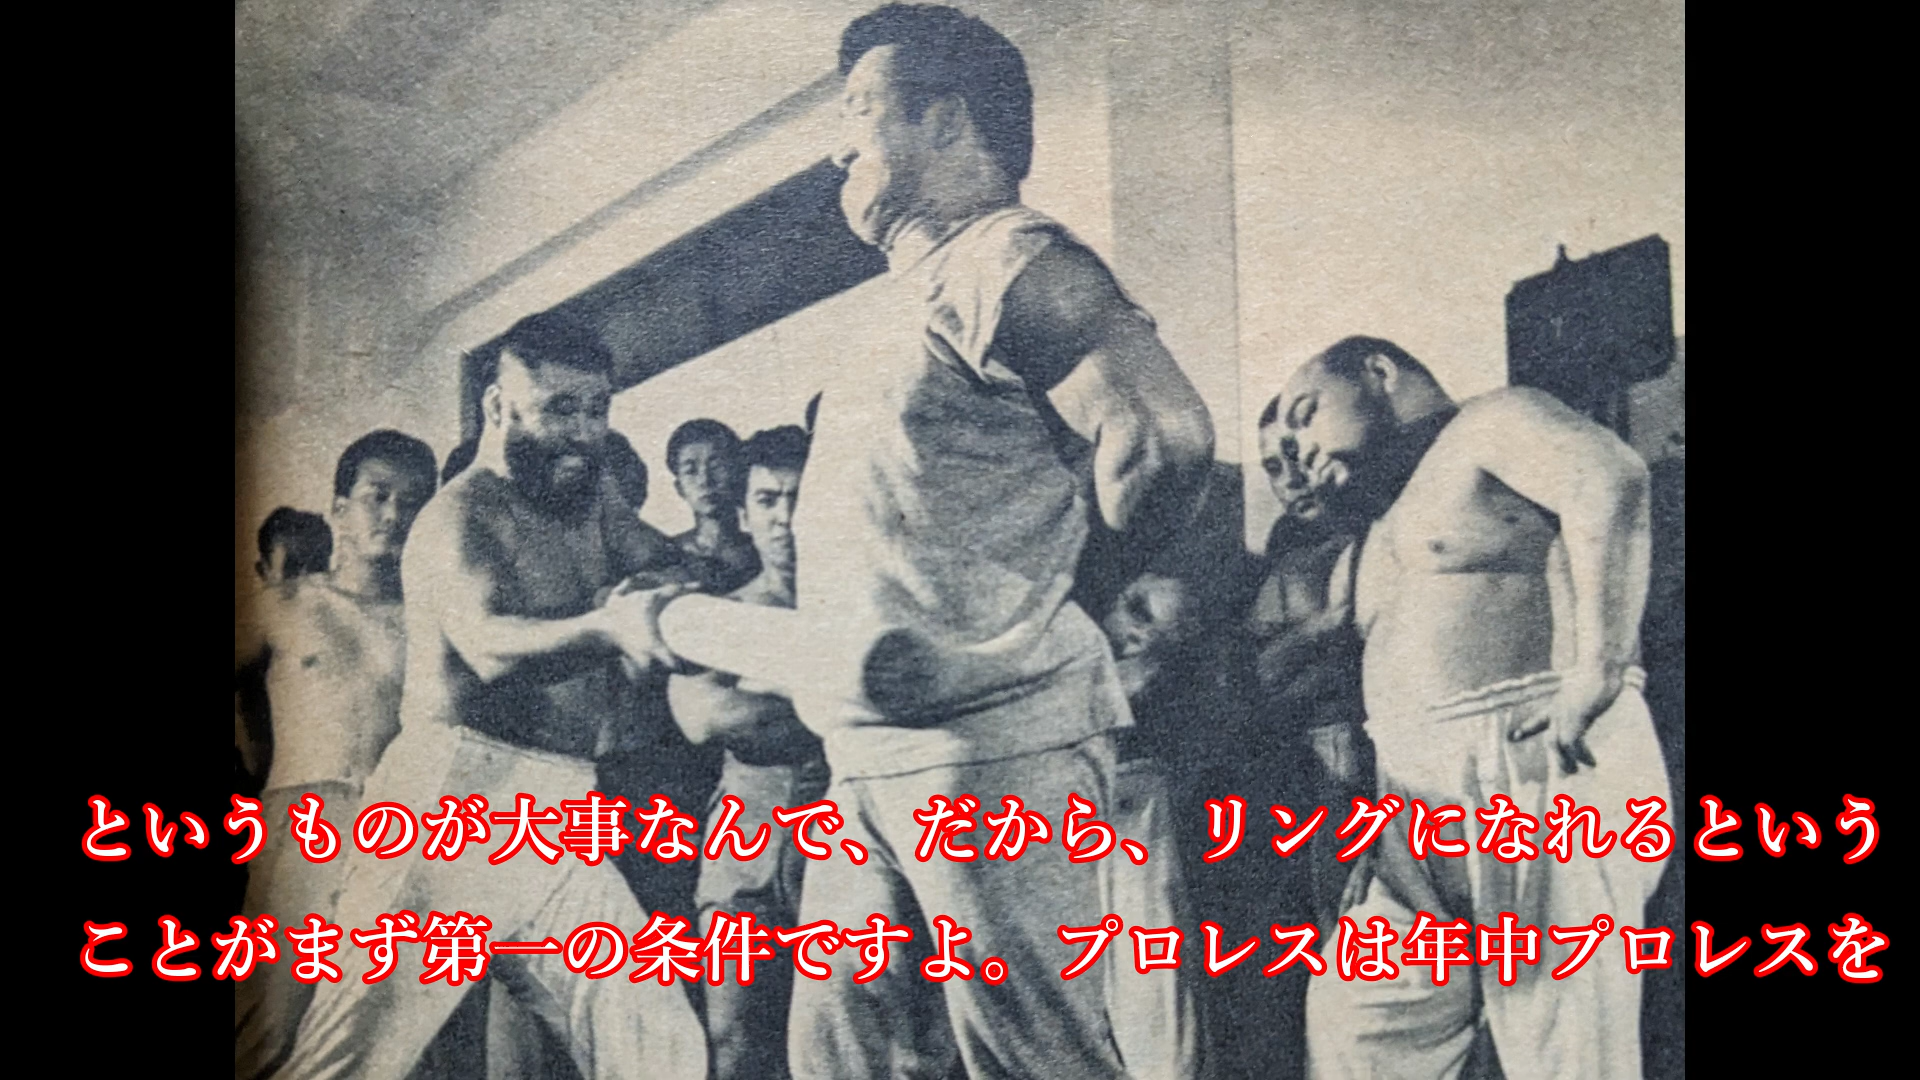 というものが大事なんで、だから、リングになれるという
ことがまず第一の条件ですよ。プロレスは年中プロレスを